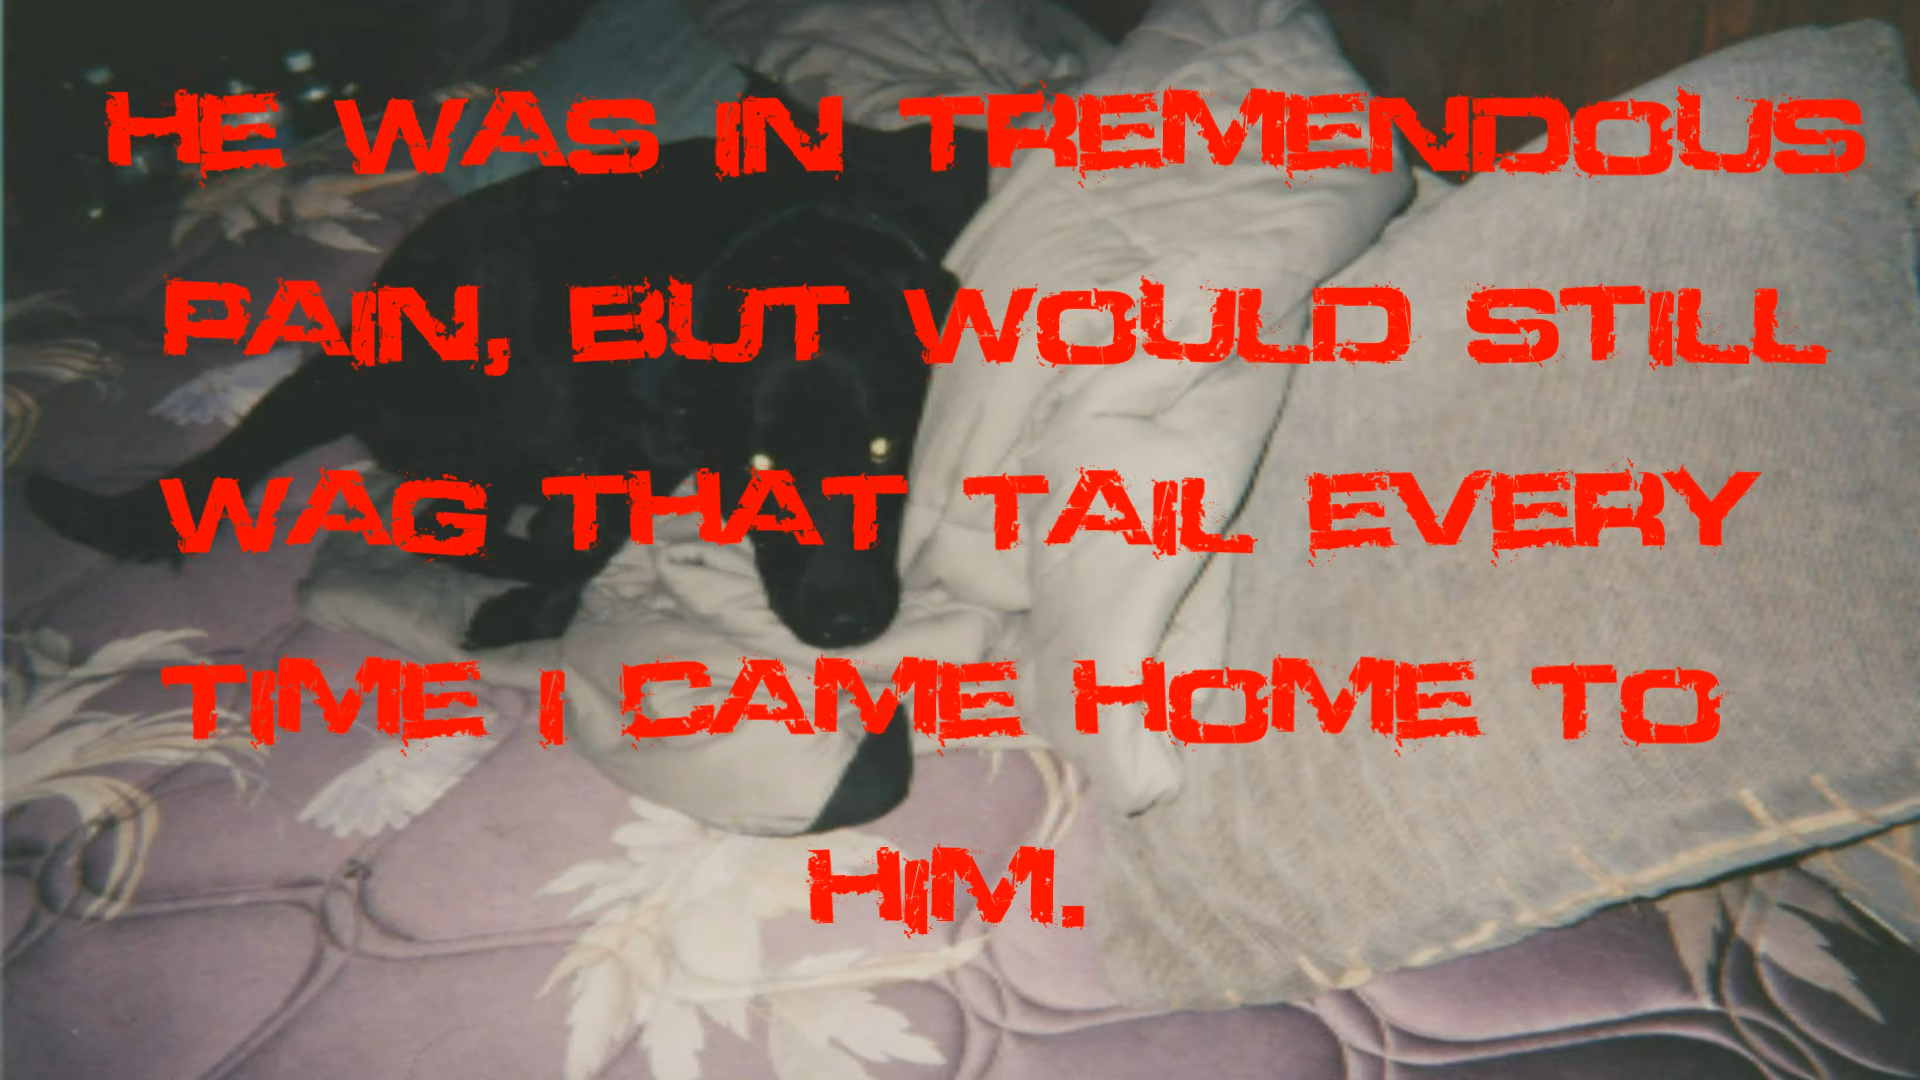 HE WAS IN TREMENDOUS
PAIN, BUT WOULD STILL
WAG THAT TAIL EVERY
TIME I CAME HOME TO
HIM.